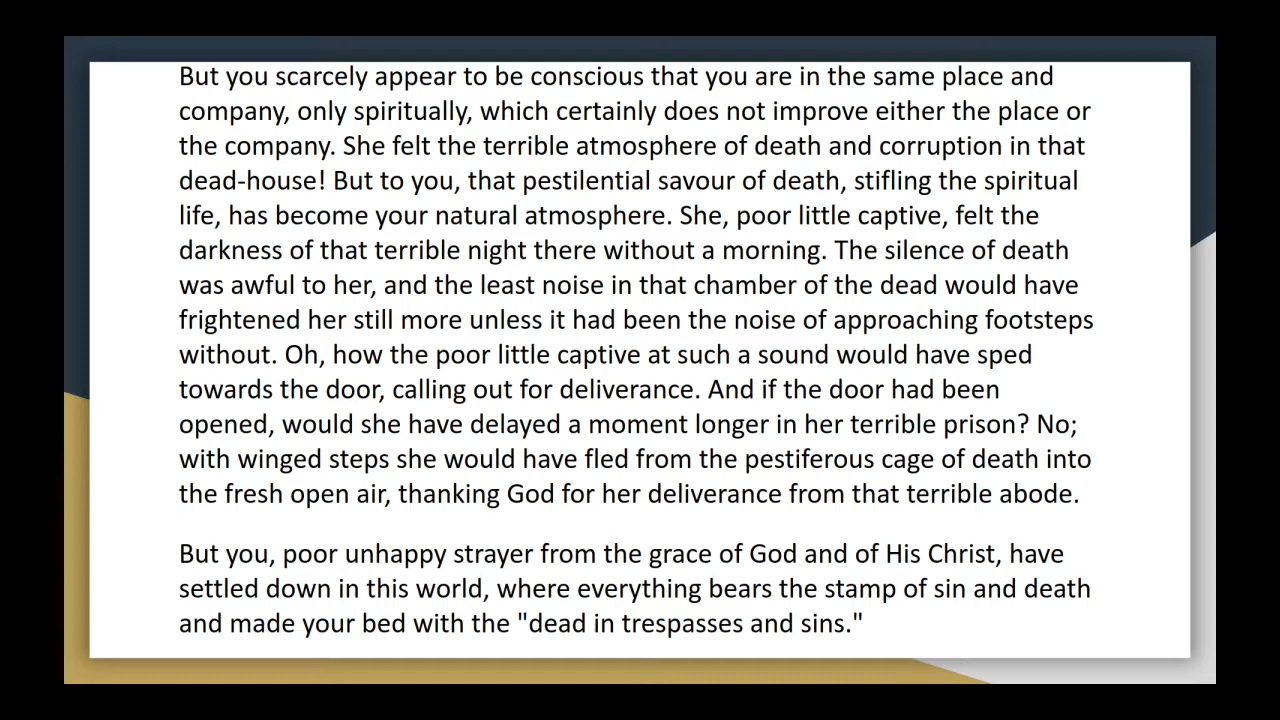 But you scarcely appear to be conscious that you are in the same place and
company, only spiritually, which certainly does not improve either the place or
the company. She felt the terrible atmosphere of death and corruption in that
dead-house! But to you, that pestilential savour of death, stifling the spiritual
life, has become your natural atmosphere. She, poor little captive, felt the
darkness of that terrible night there without a morning. The silence of death
was awful to her, and the least noise in that chamber of the dead would have
frightened her still more unless it had been the noise of approaching footsteps
without. Oh, how the poor little captive at such a sound would have sped
towards the door, calling out for deliverance. And if the door had been
opened, would she have delayed a moment longer in her terrible prison? No;
with winged steps she would have fled from the pestiferous cage of death into
the fresh open air, thanking God for her deliverance from that terrible abode.
But you, poor unhappy strayer from the grace of God and of His Christ, have
settled down in this world, where everything bears the stamp of sin and death
and made your bed with the "dead in trespasses and sins."